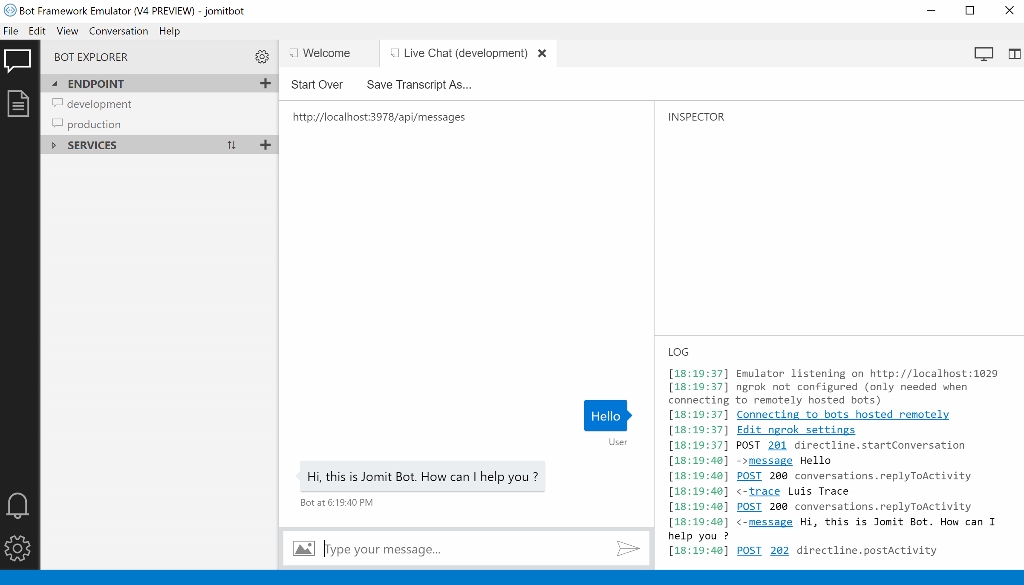 Bot Framework Emulator (V4 PREVIEW) - jomitbot
File Edit View Conversation Help
BOT EXPLORER
ENDPOINT
development
production
SERVICES
Welcome
Live Chat (development)
Start Over Save Transcript As...
http://localhost:3978/api/messages
Hello
User
Hi, this is Jomit Bot. How can I help you ?
Bot at 6:19:40 PM
Type your message...
INSPECTOR
LOG
[18:19:37] Emulator listening on http://localhost:1029
[18:19:37] ngrok not configured (only needed when
connecting to remotely hosted bots)
[18:19:37] Connecting to bots hosted remotely
[18:19:37] Edit ngrok settings
[18:19:37] POST 201 directline.startConversation
[18:19:40] ->message Hello
[18:19:40] POST 200 conversations.replyToActivity
[18:19:40] <-trace Luis Trace
[18:19:40] POST 200 conversations.replyToActivity
[18:19:40] <-message Hi, this is Jomit Bot. How can I
help you ?
[18:19:40] POST 202 directline.postActivity